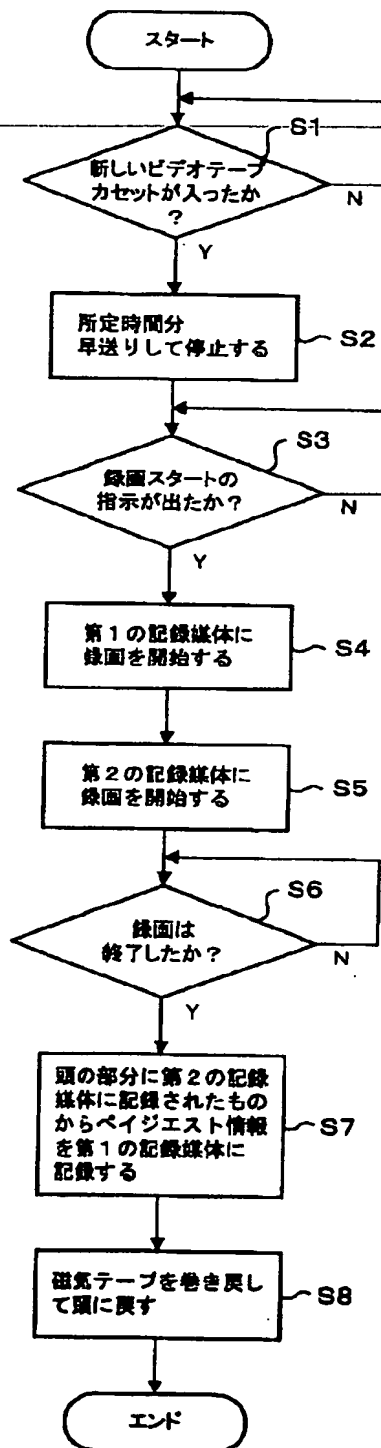 スタート
S1
新しいビデオテープ
カセットが入ったか
?
N
Y
所定時間分
早送りして停止する
S2
S3
録画スタートの
指示が出たか?
N
Y
第1の記録媒体に
録画を開始する
S4
第2の記録媒体に
録画を開始する
S5
S6
録画は
終了したか?
N
Y
頭の部分に第2の記録
媒体に記録されたもの
からペイジエスト情報
を第1の記録媒体に
記録する
S7
磁気テープを巻き戻し
て頭に戻す
S8
エンド